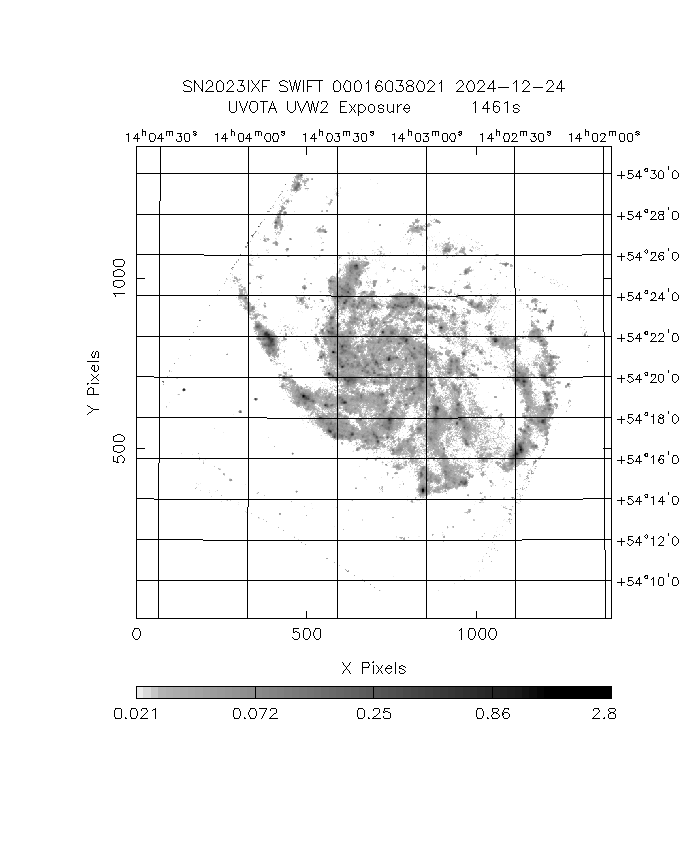 SN2023IXF SWIFT 00016038021 2024-12-24
UVOTA UVW2 Exposure 1461s
14h04m30s 14h04m00s 14h03m30s 14h03m00s 14h02m30s 14h02m00s
+54°30'0
+54°28'0
+54°26'0
1000
+54°24'0
+54°22'0
Y Pixels
+54°20'0
+54°18'0
500
+54°16'0
+54°14'0
+54°12'0
+54°10'0
0 500 1000
X Pixels
0.021 0.072 0.25 0.86 2.8